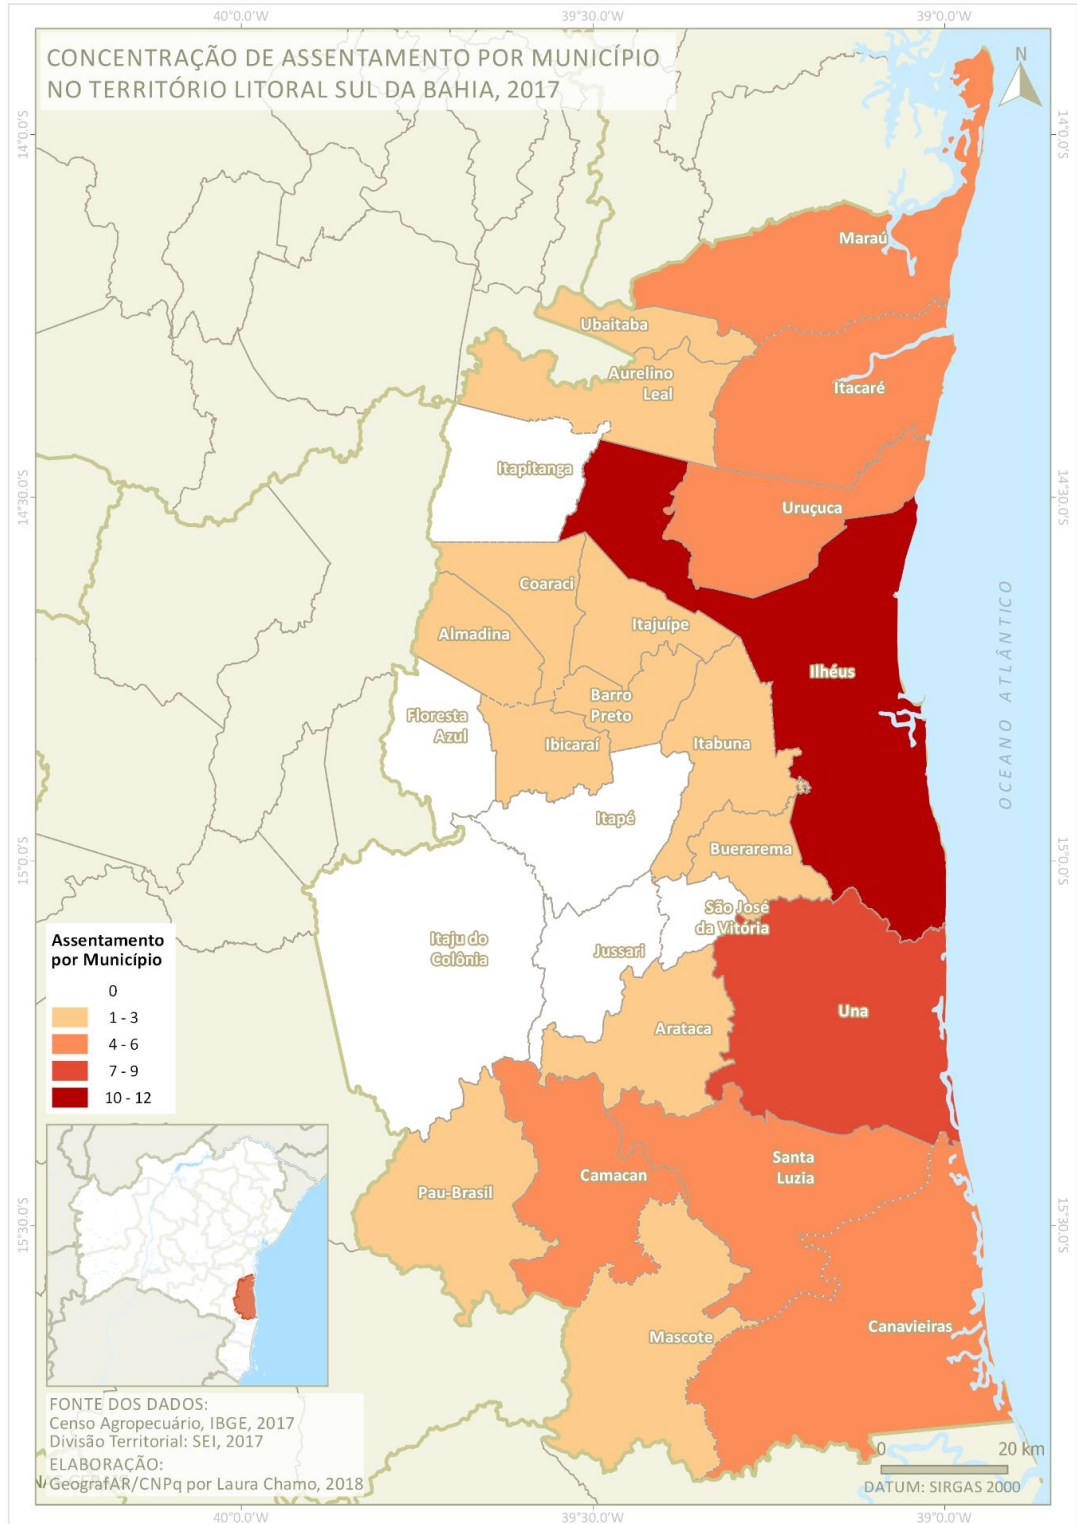 40°0.0'W
39°30.0'W
39°0.0'W
CONCENTRAÇÃO DE ASSENTAMENTO POR MUNICÍPIO
NO TERRITÓRIO LITORAL SUL DA BAHIA, 2017
N
14°0.0'S
14°0.0'S
Maraú
Ubaitaba
Aurelino
Leal
Itacaré
Itapitanga
14°30.0'S
14°30.0'S
Uruçuca
Coaraci
Almadina
Itajuípe
OCEANO ATLÂNTICO
Ilhéus
Barro
Preto
Floresta
Azul
Ibicaraí
Itabuna
Itapé
Buerarema
15°0.0'S
15°0.0'S
São José
da Vitória
Itaju do
Colônia
Jussari
Assentamento
por Município
0
1 - 3
4 - 6
7 - 9
10 - 12
Una
Arataca
Santa
Luzia
Camacan
Pau-Brasil
15°30.0'S
15°30.0'S
Canavieiras
Mascote
FONTE DOS DADOS:
Censo Agropecuário, IBGE, 2017
Divisão Territorial: SEI, 2017
ELABORAÇÃO:
GeografAR/CNPq por Laura Chamo, 2018
0 20 km
DATUM: SIRGAS 2000
40°0.0'W
39°30.0'W
39°0.0'W